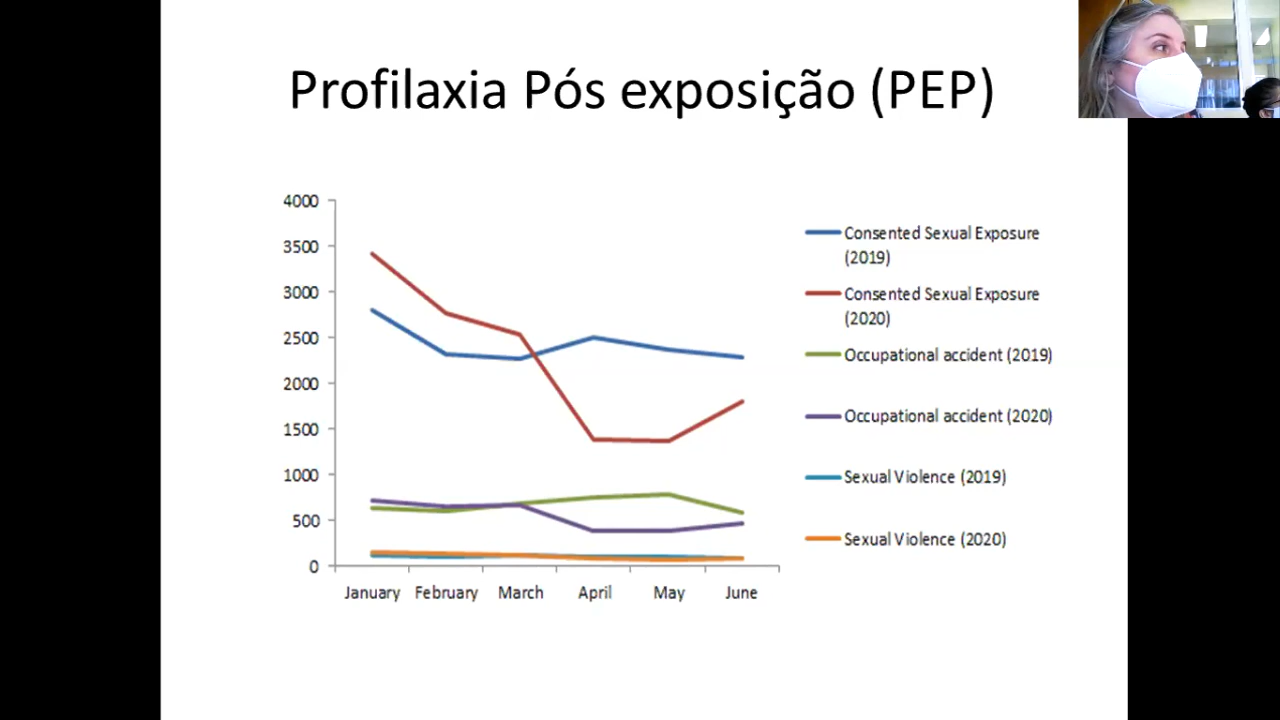 Profilaxia Pós exposição (PEP)
4000
3500
3000
2500
2000
1500
1000
500
0
January February March April May June
Consented Sexual Exposure
(2019)
Consented Sexual Exposure
(2020)
Occupational accident (2019)
Occupational accident (2020)
Sexual Violence (2019)
Sexual Violence (2020)